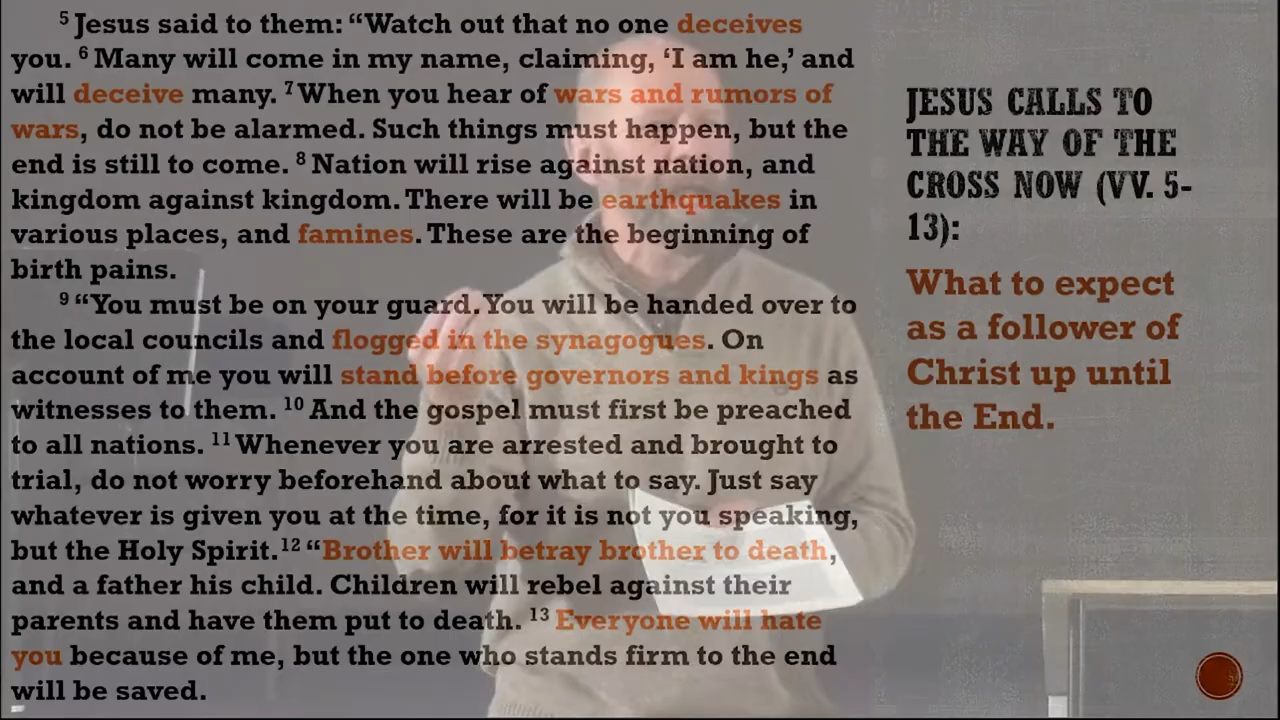 ⁵ Jesus said to them: “Watch out that no one deceives
you. ⁶ Many will come in my name, claiming, ‘I am he,’ and
will deceive many. ⁷ When you hear of wars and rumors of
wars, do not be alarmed. Such things must happen, but the
end is still to come. ⁸ Nation will rise against nation, and
kingdom against kingdom. There will be earthquakes in
various places, and famines. These are the beginning of
birth pains.
⁹ “You must be on your guard. You will be handed over to
the local councils and flogged in the synagogues. On
account of me you will stand before governors and kings as
witnesses to them. ¹⁰ And the gospel must first be preached
to all nations. ¹¹ Whenever you are arrested and brought to
trial, do not worry beforehand about what to say. Just say
whatever is given you at the time, for it is not you speaking,
but the Holy Spirit. ¹² “Brother will betray brother to death,
and a father his child. Children will rebel against their
parents and have them put to death. ¹³ Everyone will hate
you because of me, but the one who stands firm to the end
will be saved.
JESUS CALLS TO
THE WAY OF THE
CROSS NOW (VV. 5-
13):
What to expect
as a follower of
Christ up until
the End.